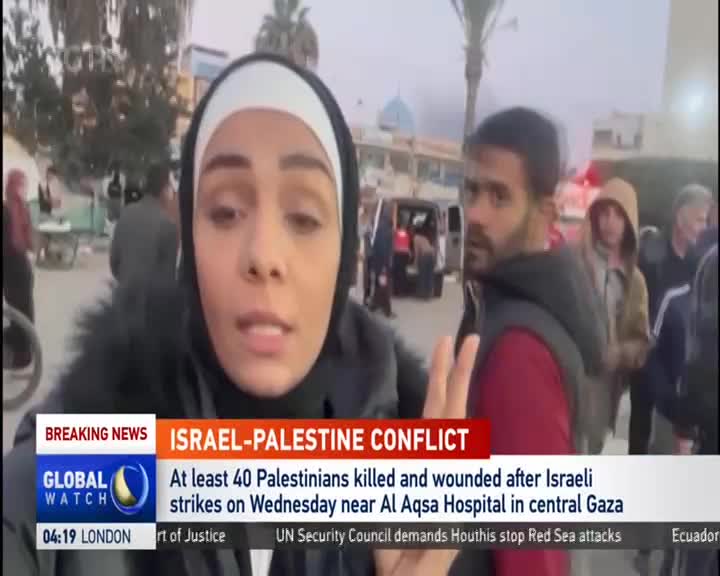 CGTN
BREAKING NEWS
ISRAEL-PALESTINE CONFLICT
GLOBAL
WATCH
At least 40 Palestinians killed and wounded after Israeli
strikes on Wednesday near Al Aqsa Hospital in central Gaza
04:19 LONDON
rt of Justice UN Security Council demands Houthis stop Red Sea attacks Ecuador